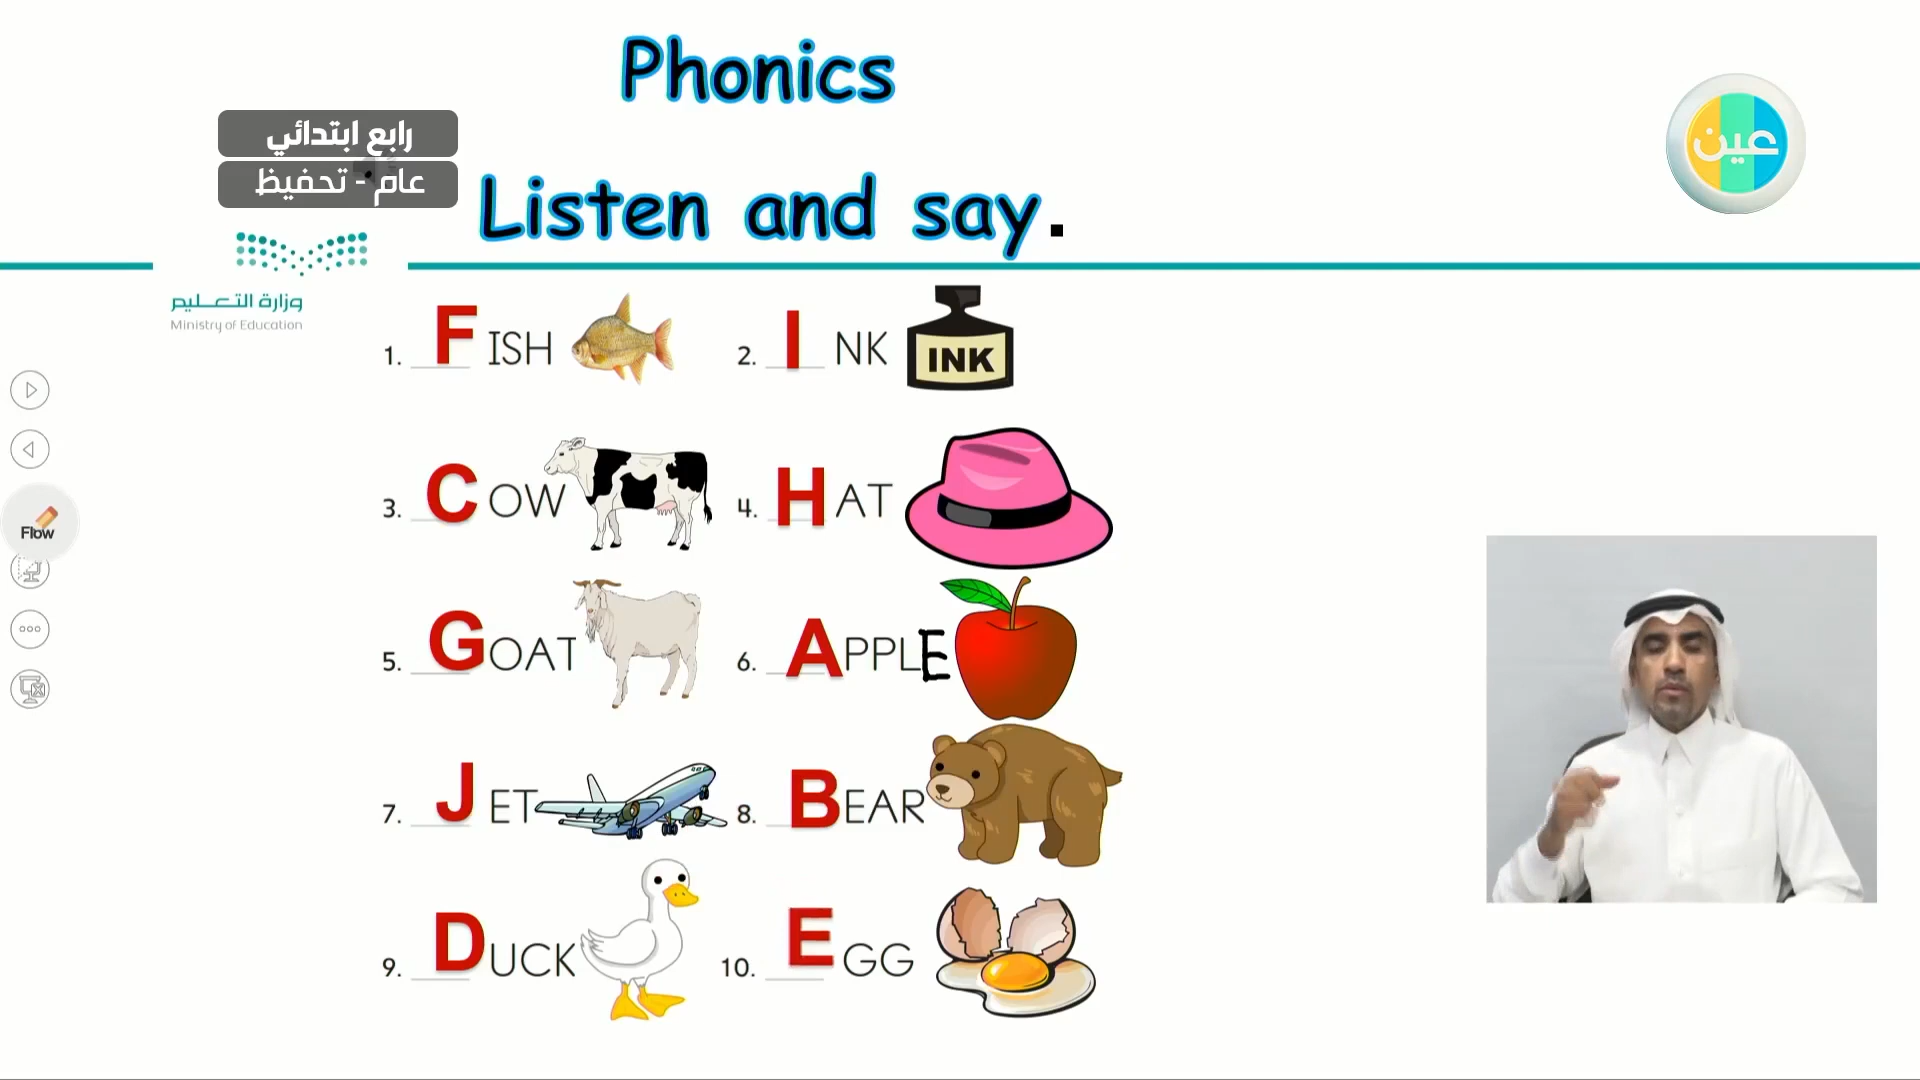 Phonics
رابع ابتدائي
عام - تحفيظ
عين
Listen and say.
وزارة التعليم
Ministry of Education
1. FISH 2. INK
INK
3. COW 4. HAT
Flow
5. GOAT 6. APPLE
7. JET 8. BEAR
9. DUCK 10. EGG